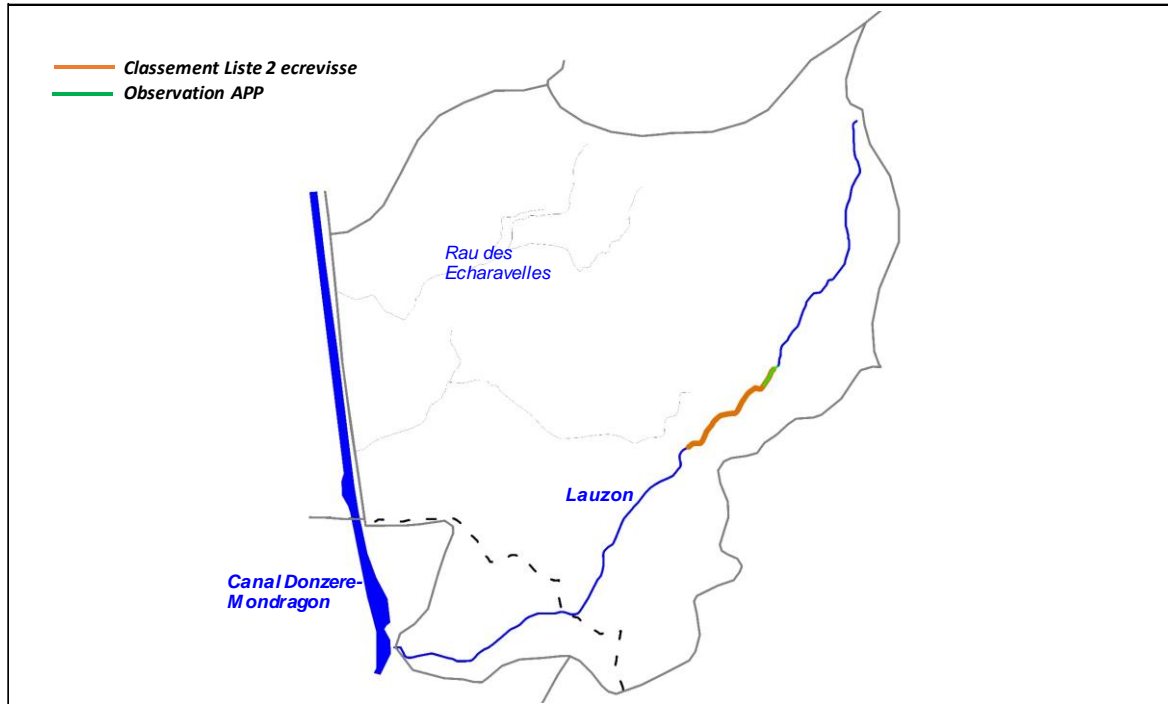 Classement Liste 2 ecrevisse
Observation APP
Rau des
Echaravelles
Lauzon
Canal Donzere-
Mondragon